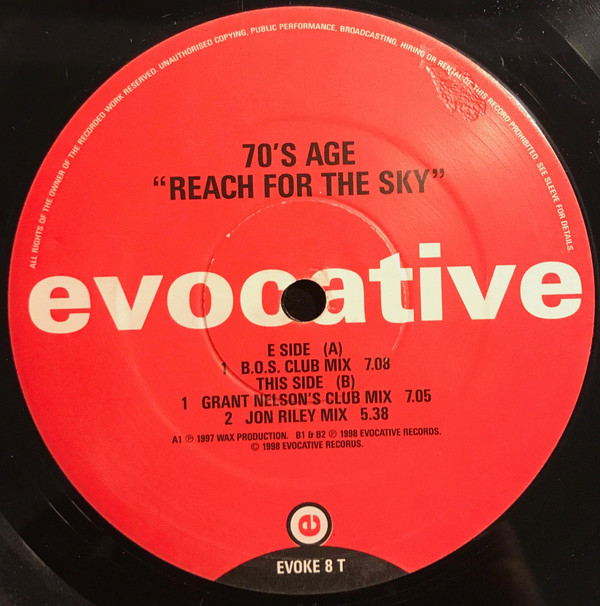 ALL RIGHTS OF THE OWNER OF THE RECORDED WORK RESERVED. UNAUTHORISED COPYING, PUBLIC PERFORMANCE, BROADCASTING, HIRING OR RENTAL OF THIS RECORD PROHIBITED. SEE SLEEVE FOR DETAILS.
70'S AGE
"REACH FOR THE SKY"
evocative
E SIDE (A)
1 B.O.S. CLUB MIX 7.08
THIS SIDE (B)
1 GRANT NELSON'S CLUB MIX 7.05
2 JON RILEY MIX 5.38
A1 ℗ 1997 WAX PRODUCTION. B1 & B2 ℗ 1998 EVOCATIVE RECORDS.
© 1998 EVOCATIVE RECORDS.
e
EVOKE 8 T